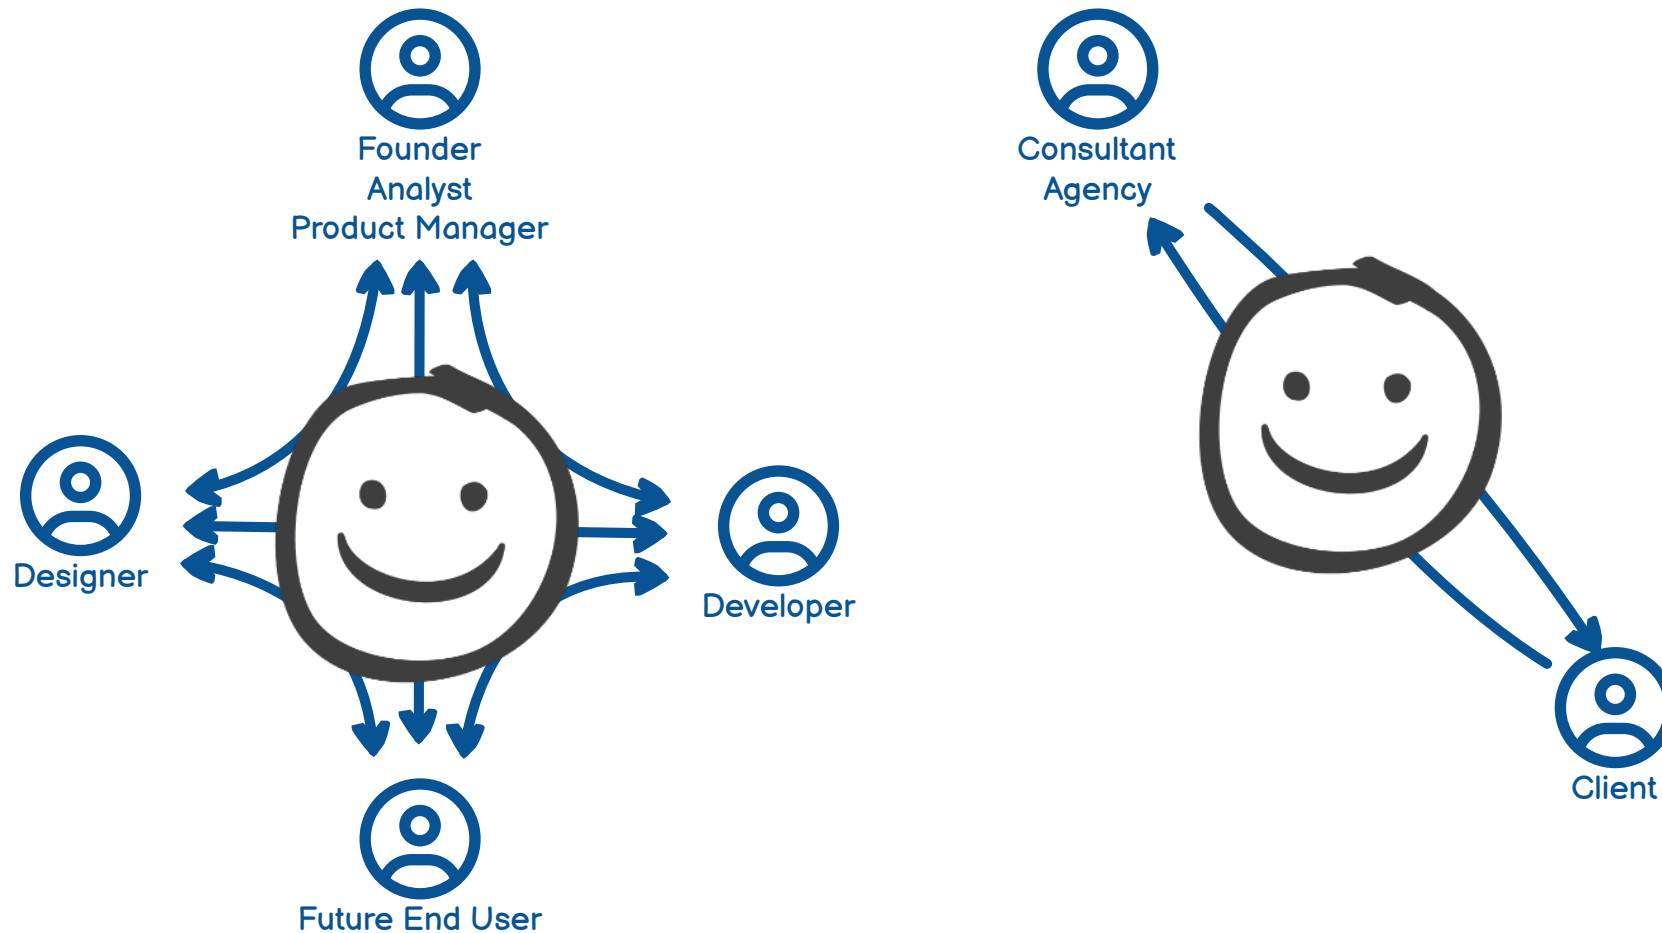 Founder
Analyst
Product Manager
Designer
Developer
Future End User
Consultant
Agency
Client